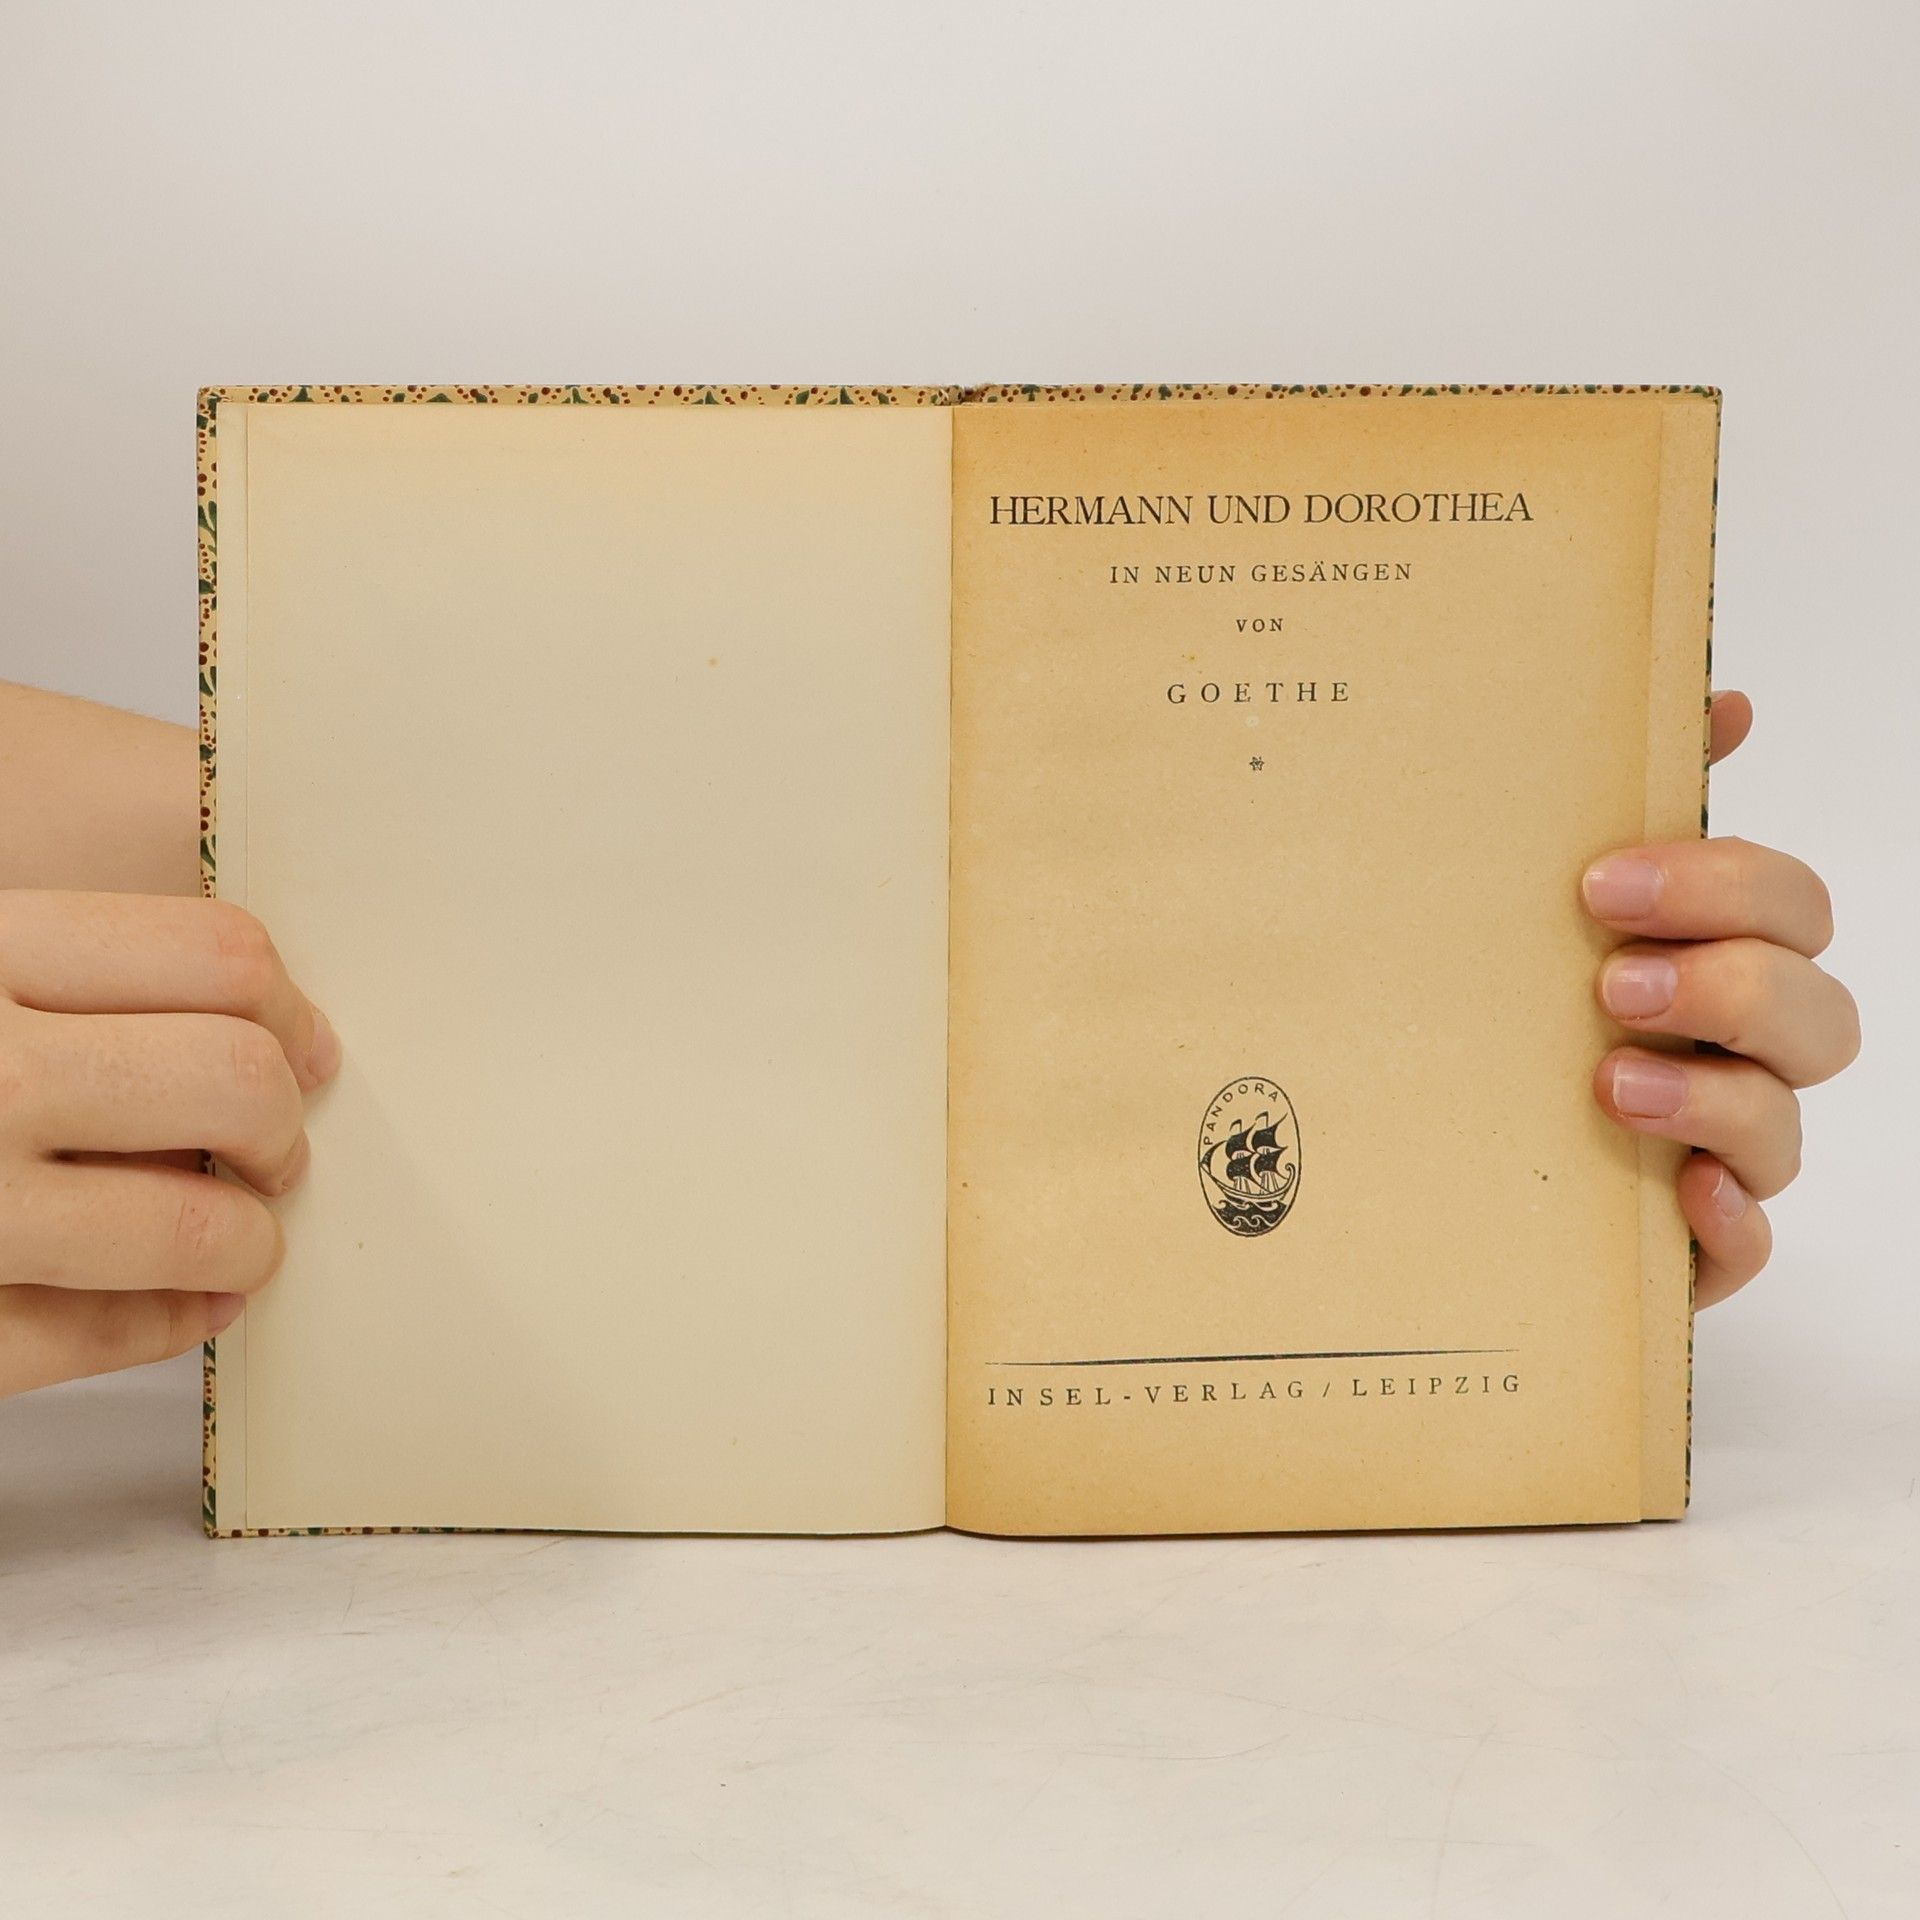 HERMANN UND DOROTHEA
IN NEUN GESÄNGEN
VON
GOETHE
PANDORA
INSEL-VERLAG / LEIPZIG